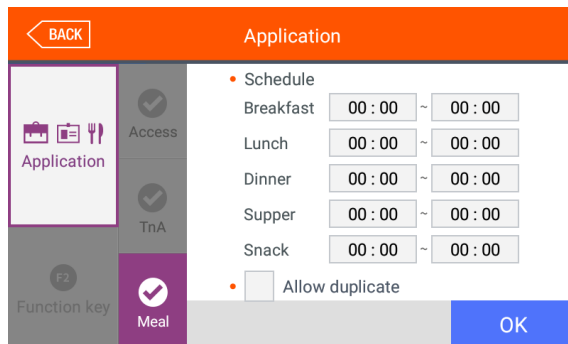 BACK
Application
Application
F2
Function key
Access
TnA
Meal
• Schedule
Breakfast 00 : 00 ~ 00 : 00
Lunch 00 : 00 ~ 00 : 00
Dinner 00 : 00 ~ 00 : 00
Supper 00 : 00 ~ 00 : 00
Snack 00 : 00 ~ 00 : 00
• Allow duplicate
OK